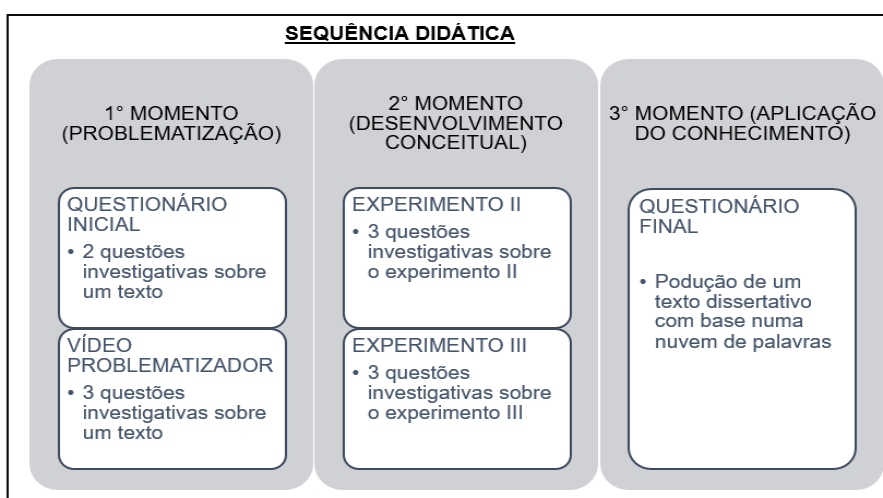 SEQUÊNCIA DIDÁTICA
1° MOMENTO
(PROBLEMATIZAÇÃO)
QUESTIONÁRIO
INICIAL
• 2 questões
investigativas sobre
um texto
VÍDEO
PROBLEMATIZADOR
• 3 questões
investigativas sobre
um texto
2° MOMENTO
(DESENVOLVIMENTO
CONCEITUAL)
EXPERIMENTO II
• 3 questões
investigativas sobre
o experimento II
EXPERIMENTO III
• 3 questões
investigativas sobre
o experimento III
3° MOMENTO (APLICAÇÃO
DO CONHECIMENTO)
QUESTIONÁRIO
FINAL
• Podução de um
texto dissertativo
com base numa
nuvem de palavras